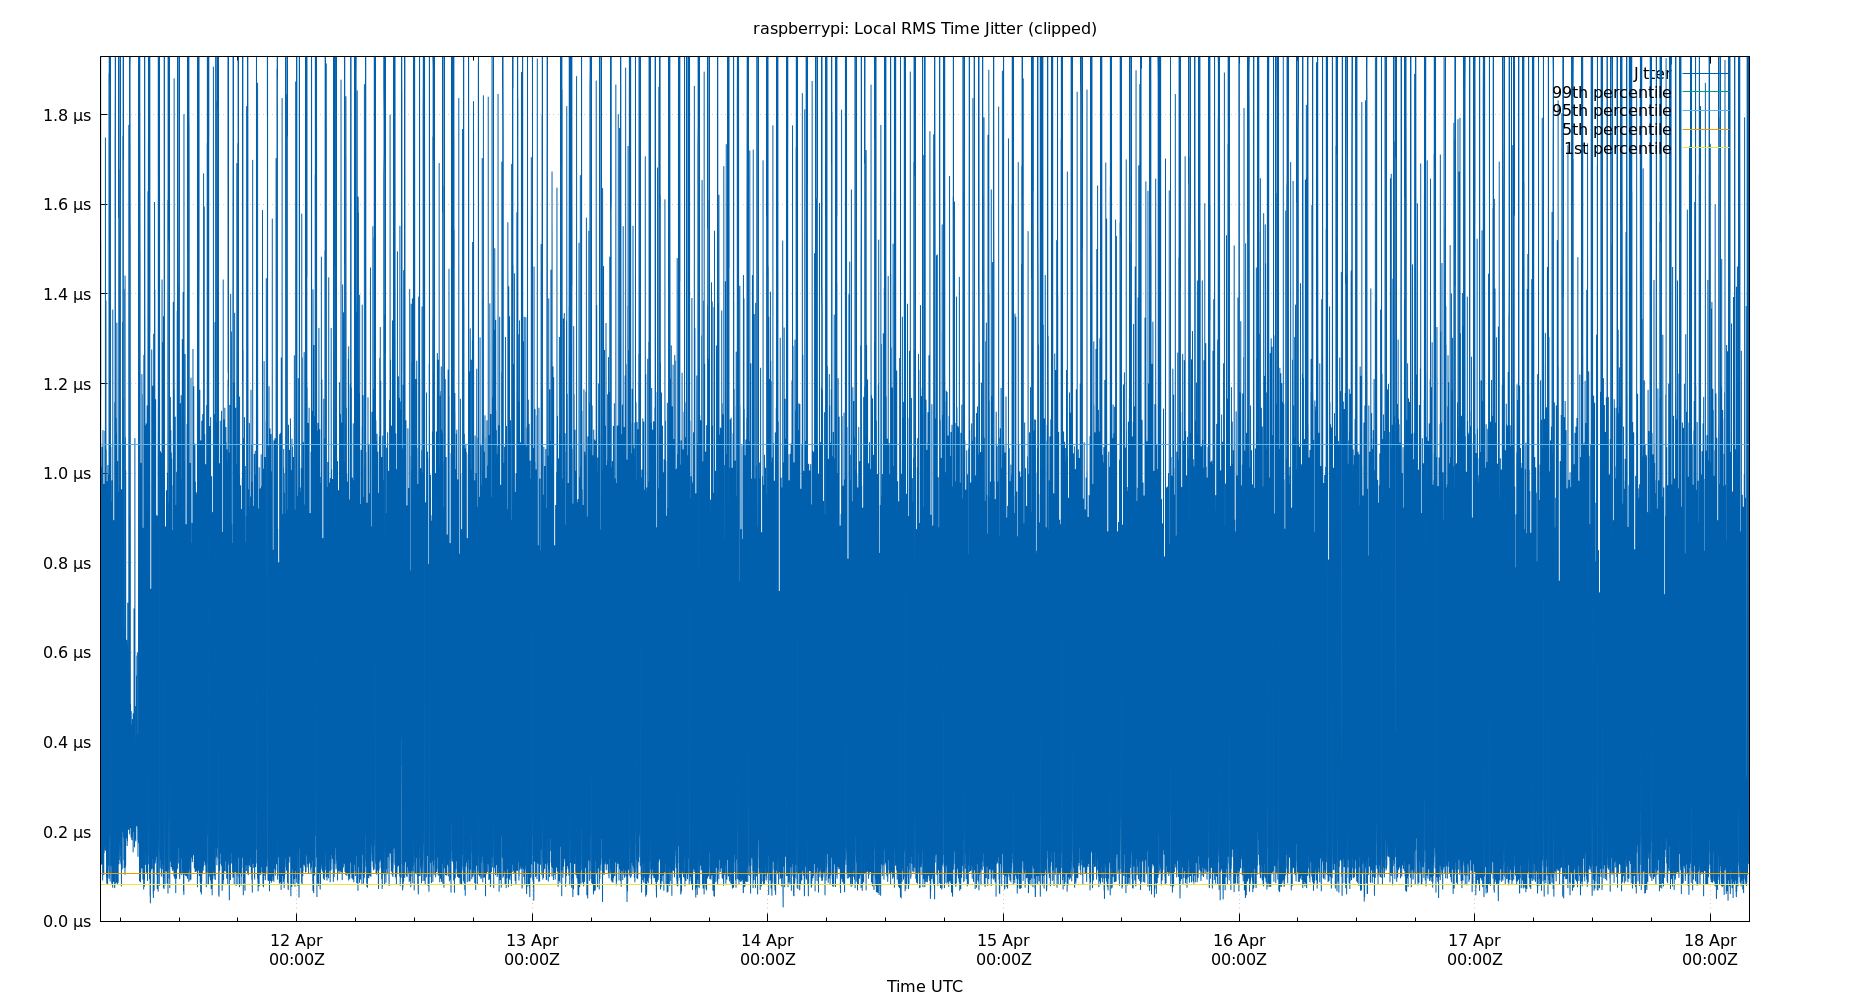 raspberrypi: Local RMS Time Jitter (clipped)
Jitter
99th percentile
95th percentile
5th percentile
1st percentile
1.8 µs
1.6 µs
1.4 µs
1.2 µs
1.0 µs
0.8 µs
0.6 µs
0.4 µs
0.2 µs
0.0 µs
12 Apr 13 Apr 14 Apr 15 Apr 16 Apr 17 Apr 18 Apr
00:00Z 00:00Z 00:00Z 00:00Z 00:00Z 00:00Z 00:00Z
Time UTC